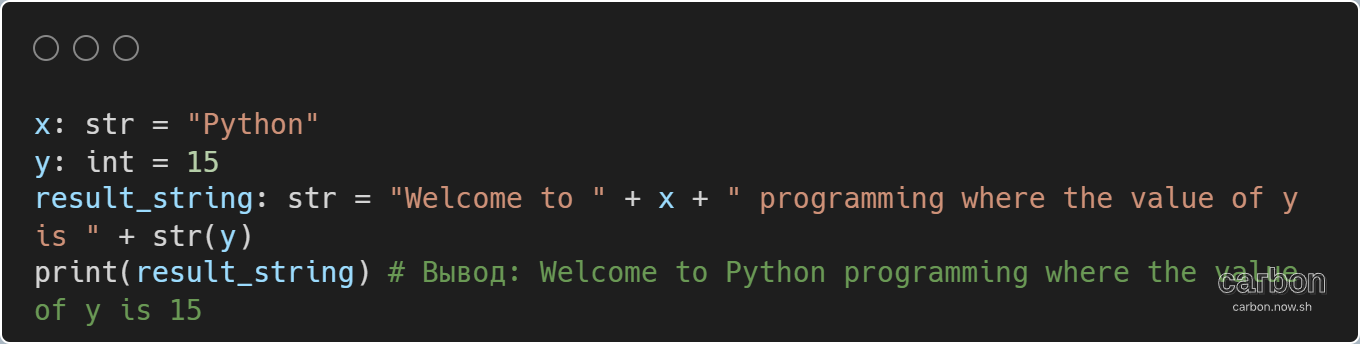 x: str = "Python"
y: int = 15
result_string: str = "Welcome to " + x + " programming where the value of y
is " + str(y)
print(result_string) # Вывод: Welcome to Python programming where the value
of y is 15
carbon
carbon.now.sh